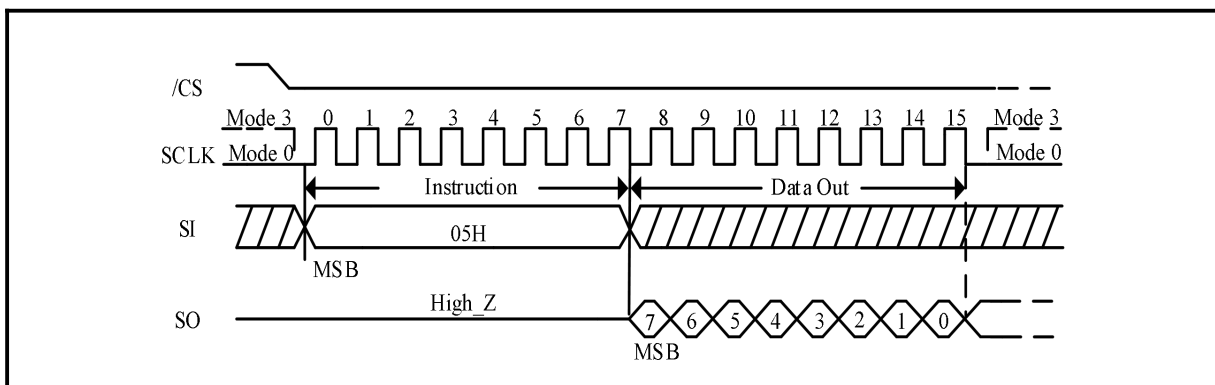 /CS
Mode 3 0 1 2 3 4 5 6 7 8 9 10 11 12 13 14 15 Mode 3
SCLK Mode 0 Mode 0
Instruction Data Out
SI 05H
MSB
High_Z
SO 7 6 5 4 3 2 1 0
MSB